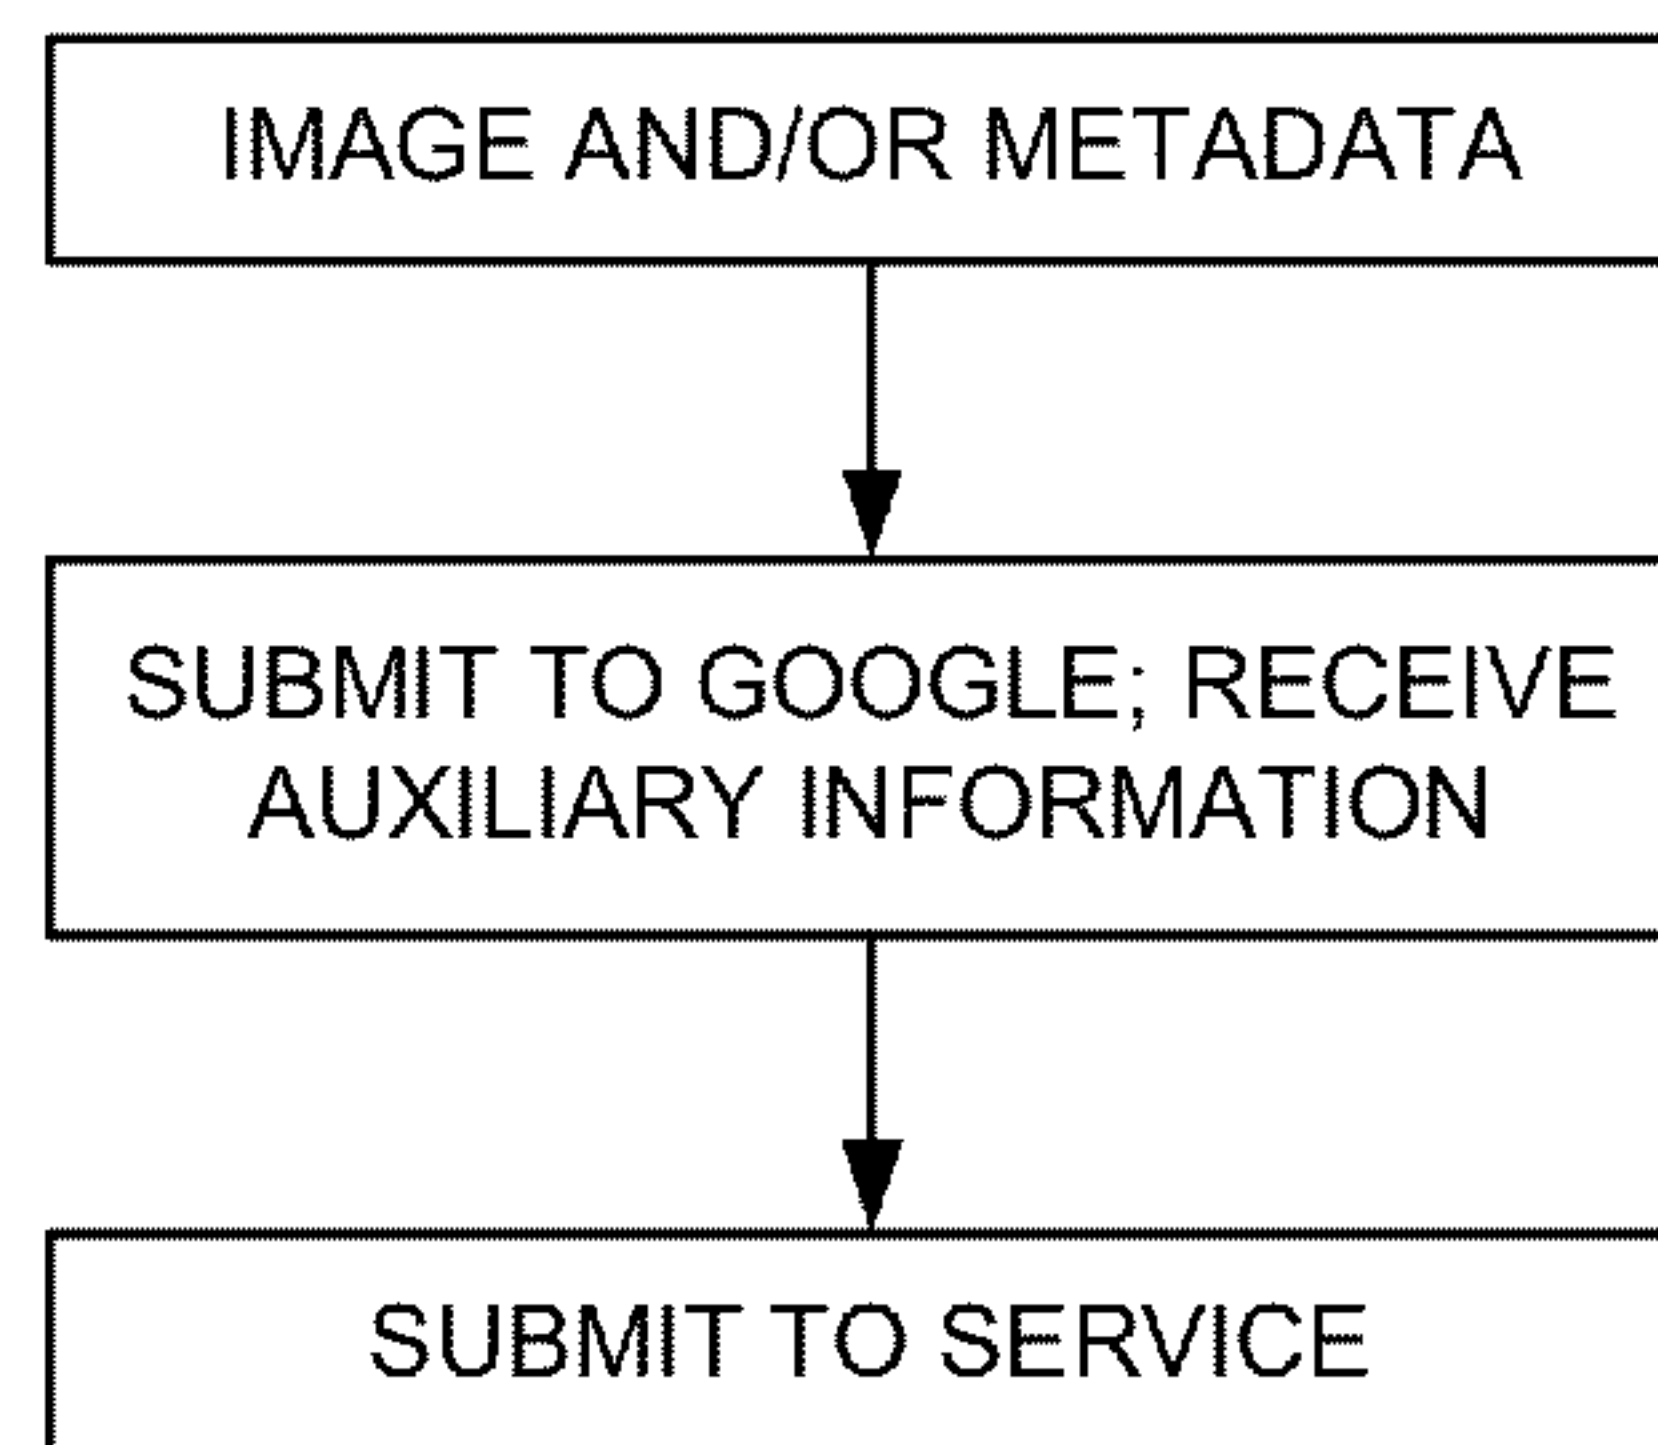 IMAGE AND/OR METADATA
SUBMIT TO GOOGLE; RECEIVE
AUXILIARY INFORMATION
SUBMIT TO SERVICE